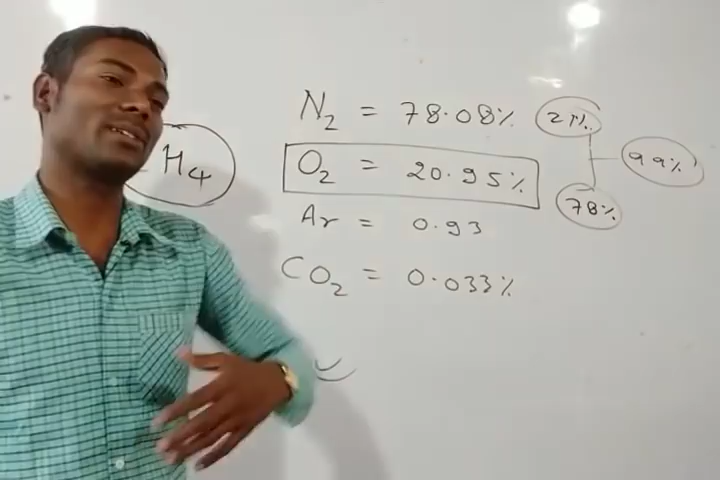 N₂ = 78.08%
O₂ = 20.95%
Ar = 0.93
CO₂ = 0.033%
21%
99%
78%
H₄